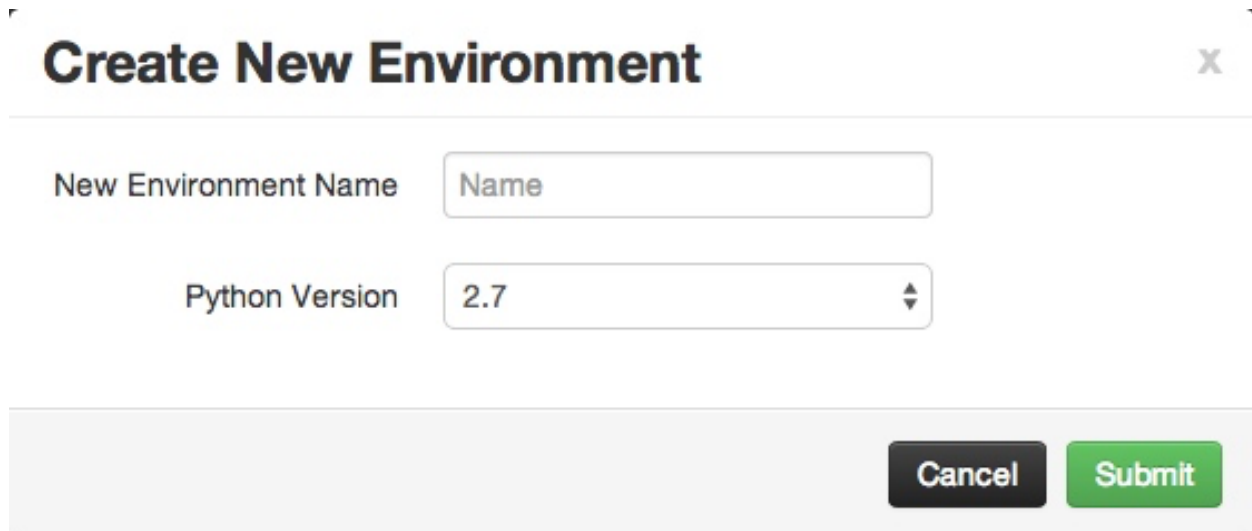 Create New Environment x
New Environment Name Name
Python Version 2.7
Cancel Submit